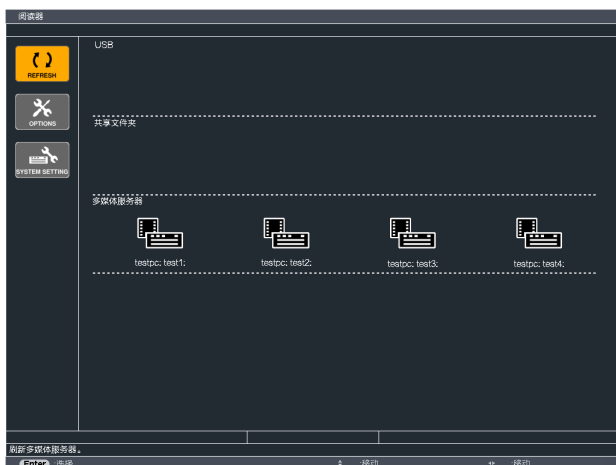 阅读器
USB
REFRESH
OPTIONS
共享文件夹
SYSTEM SETTING
多媒体服务器
testpc: test1: testpc: test2: testpc: test3: testpc: test4:
刷新多媒体服务器。
Enter :选择 :移动 :移动